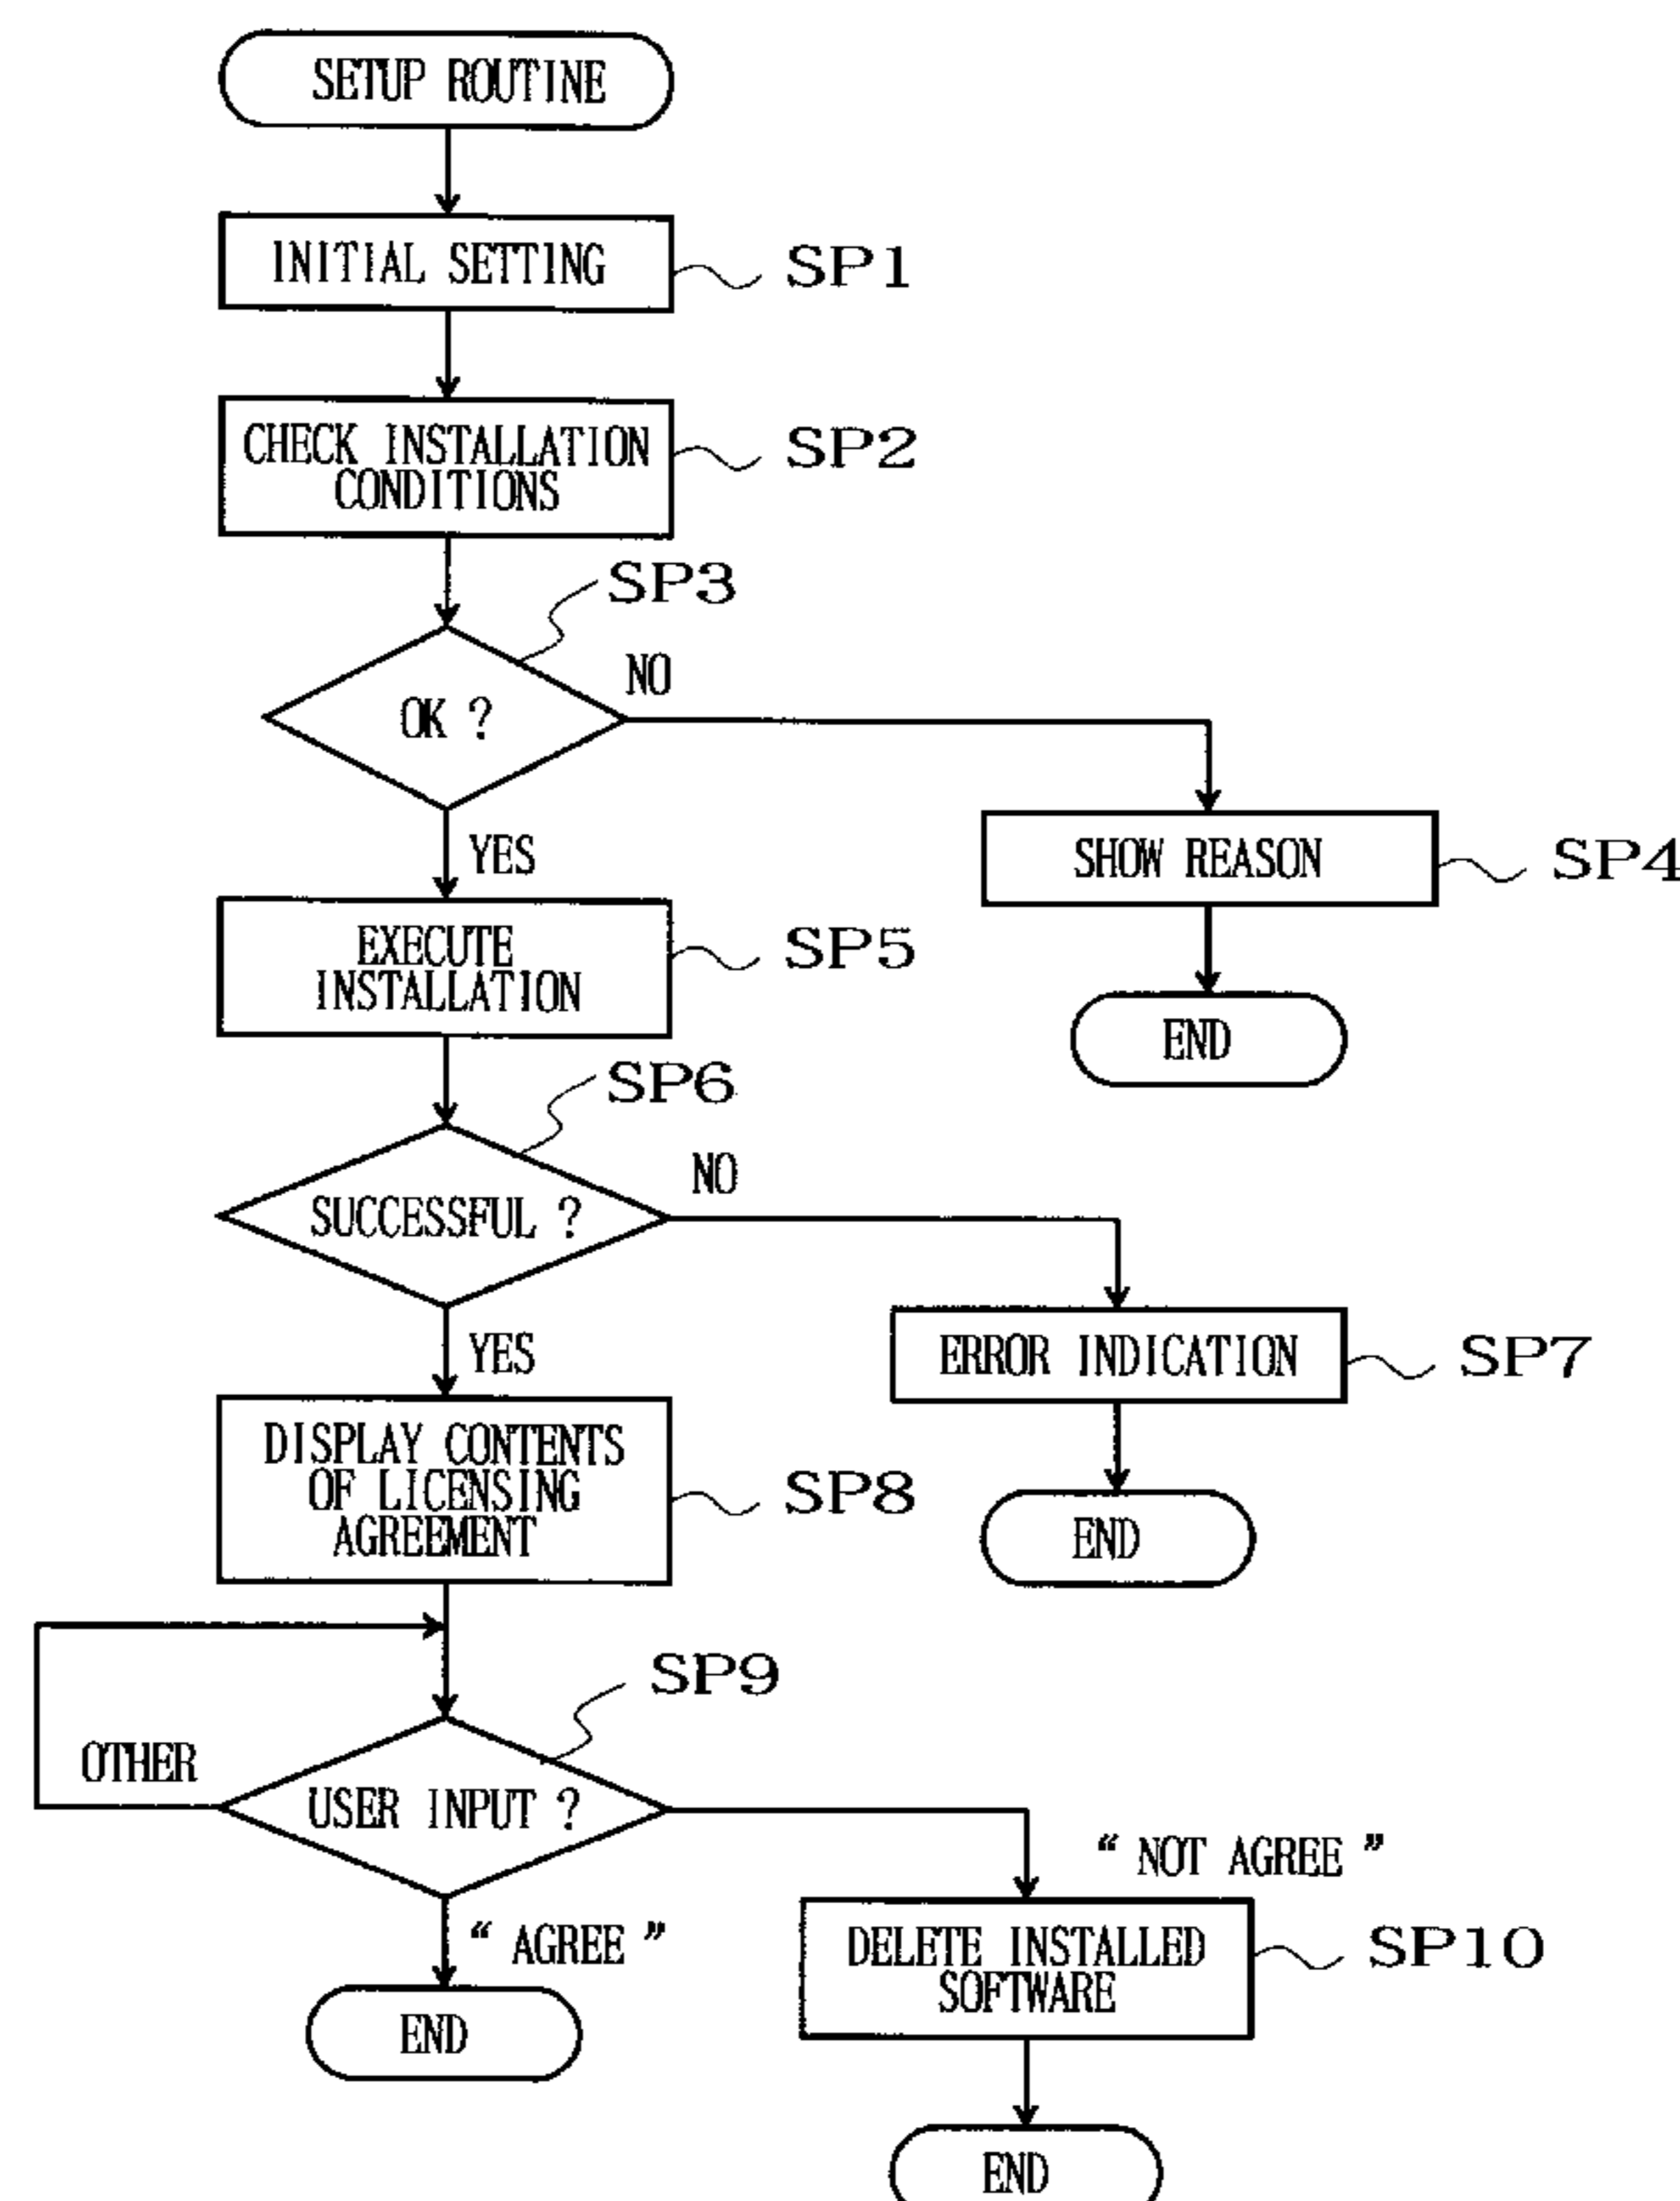 SETUP ROUTINE
INITIAL SETTING
SP1
CHECK INSTALLATION
CONDITIONS
SP2
SP3
OK ?
NO
YES
SHOW REASON
SP4
EXECUTE
INSTALLATION
SP5
END
SP6
SUCCESSFUL ?
NO
YES
ERROR INDICATION
SP7
DISPLAY CONTENTS
OF LICENSING
AGREEMENT
SP8
END
SP9
OTHER
USER INPUT ?
“ NOT AGREE ”
“ AGREE ”
DELETE INSTALLED
SOFTWARE
SP10
END
END